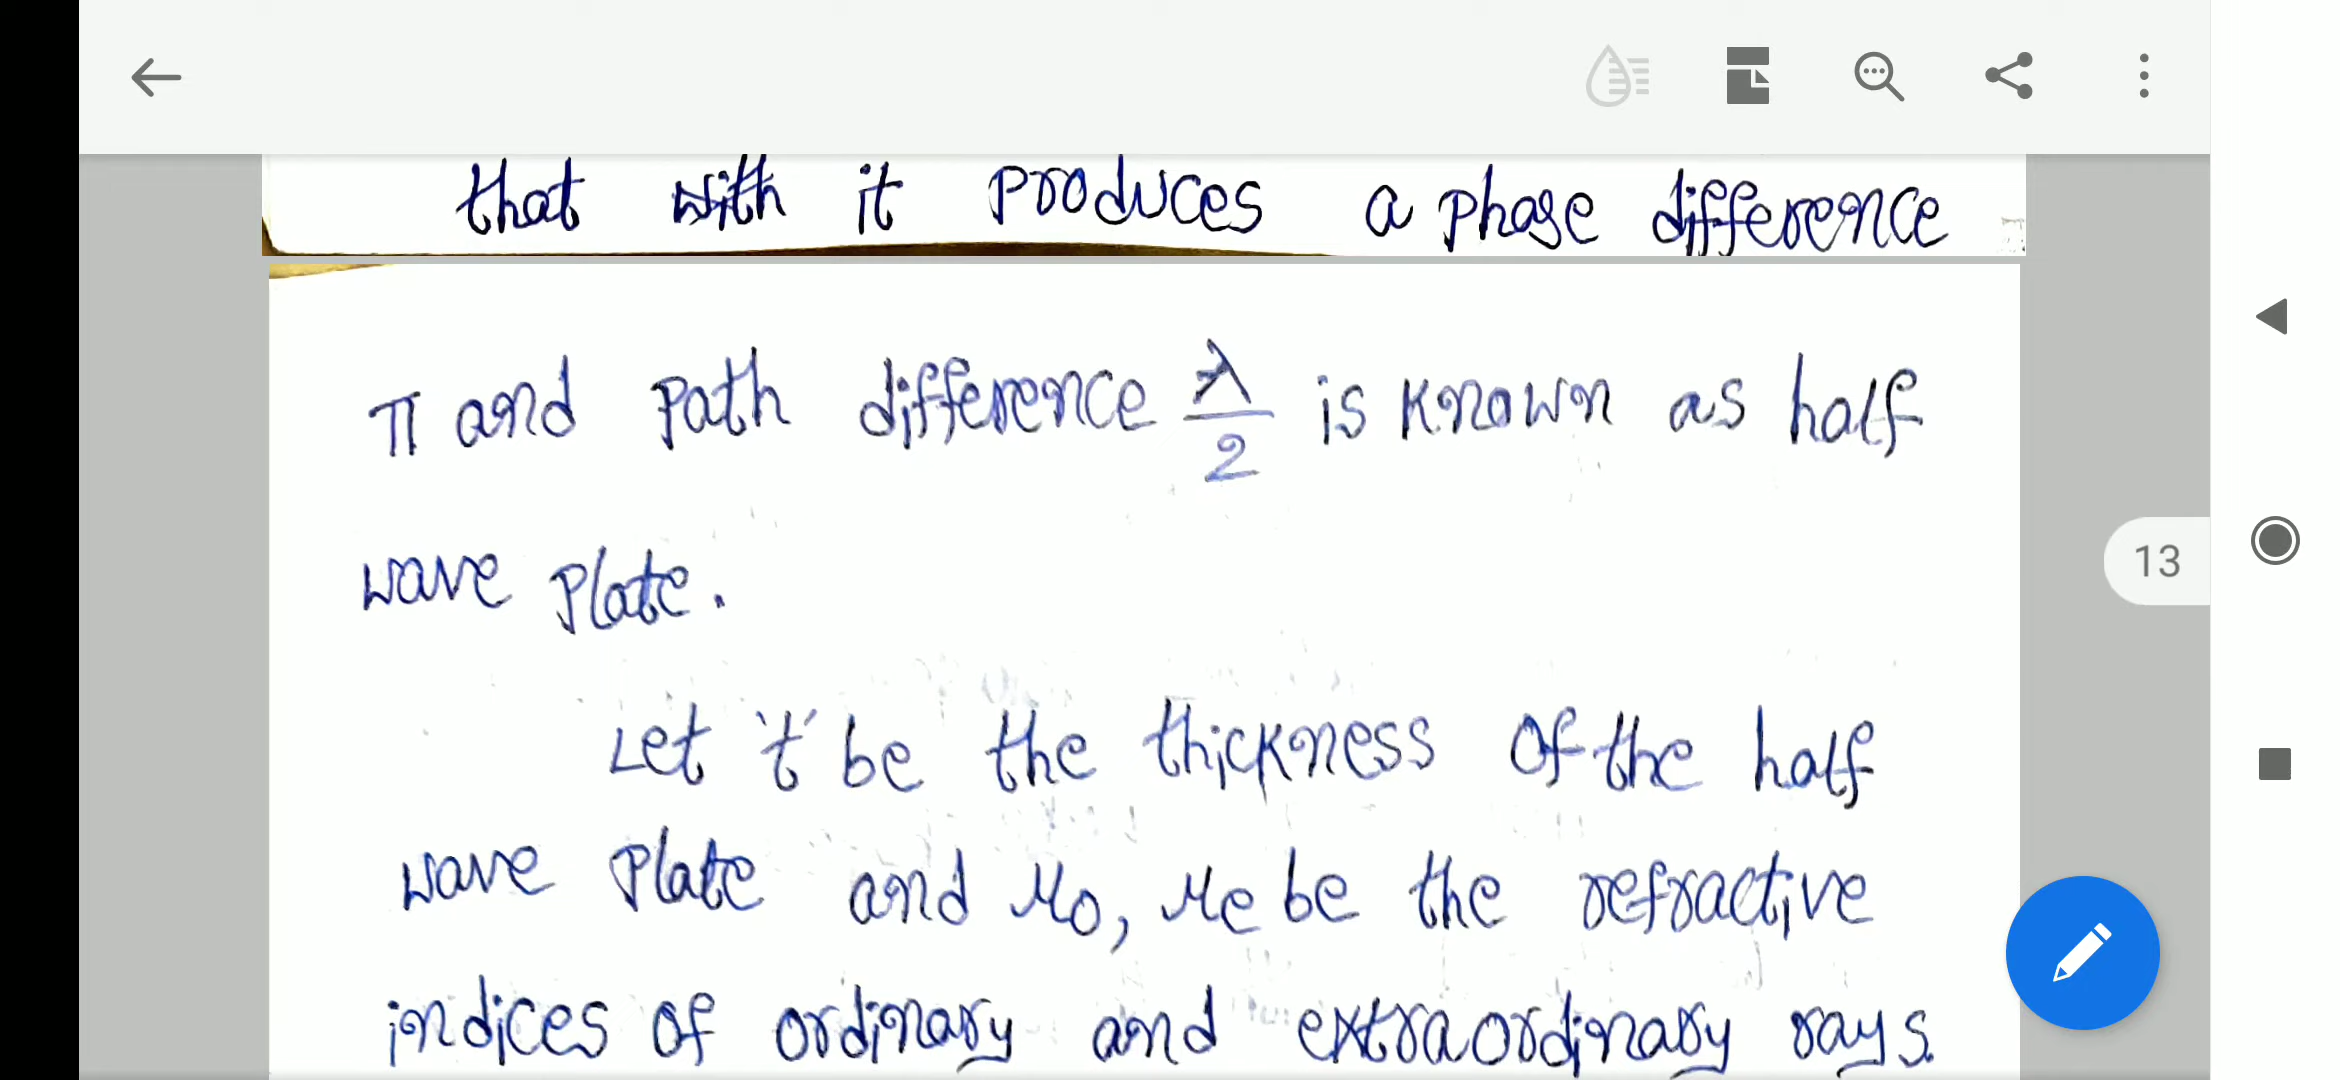 that with it produces a phase difference
π and path difference λ/2 is known as half
wave plate.
Let 't' be the thickness of the half
wave plate and μo, μe be the refractive
indices of ordinary and extraordinary rays.
13